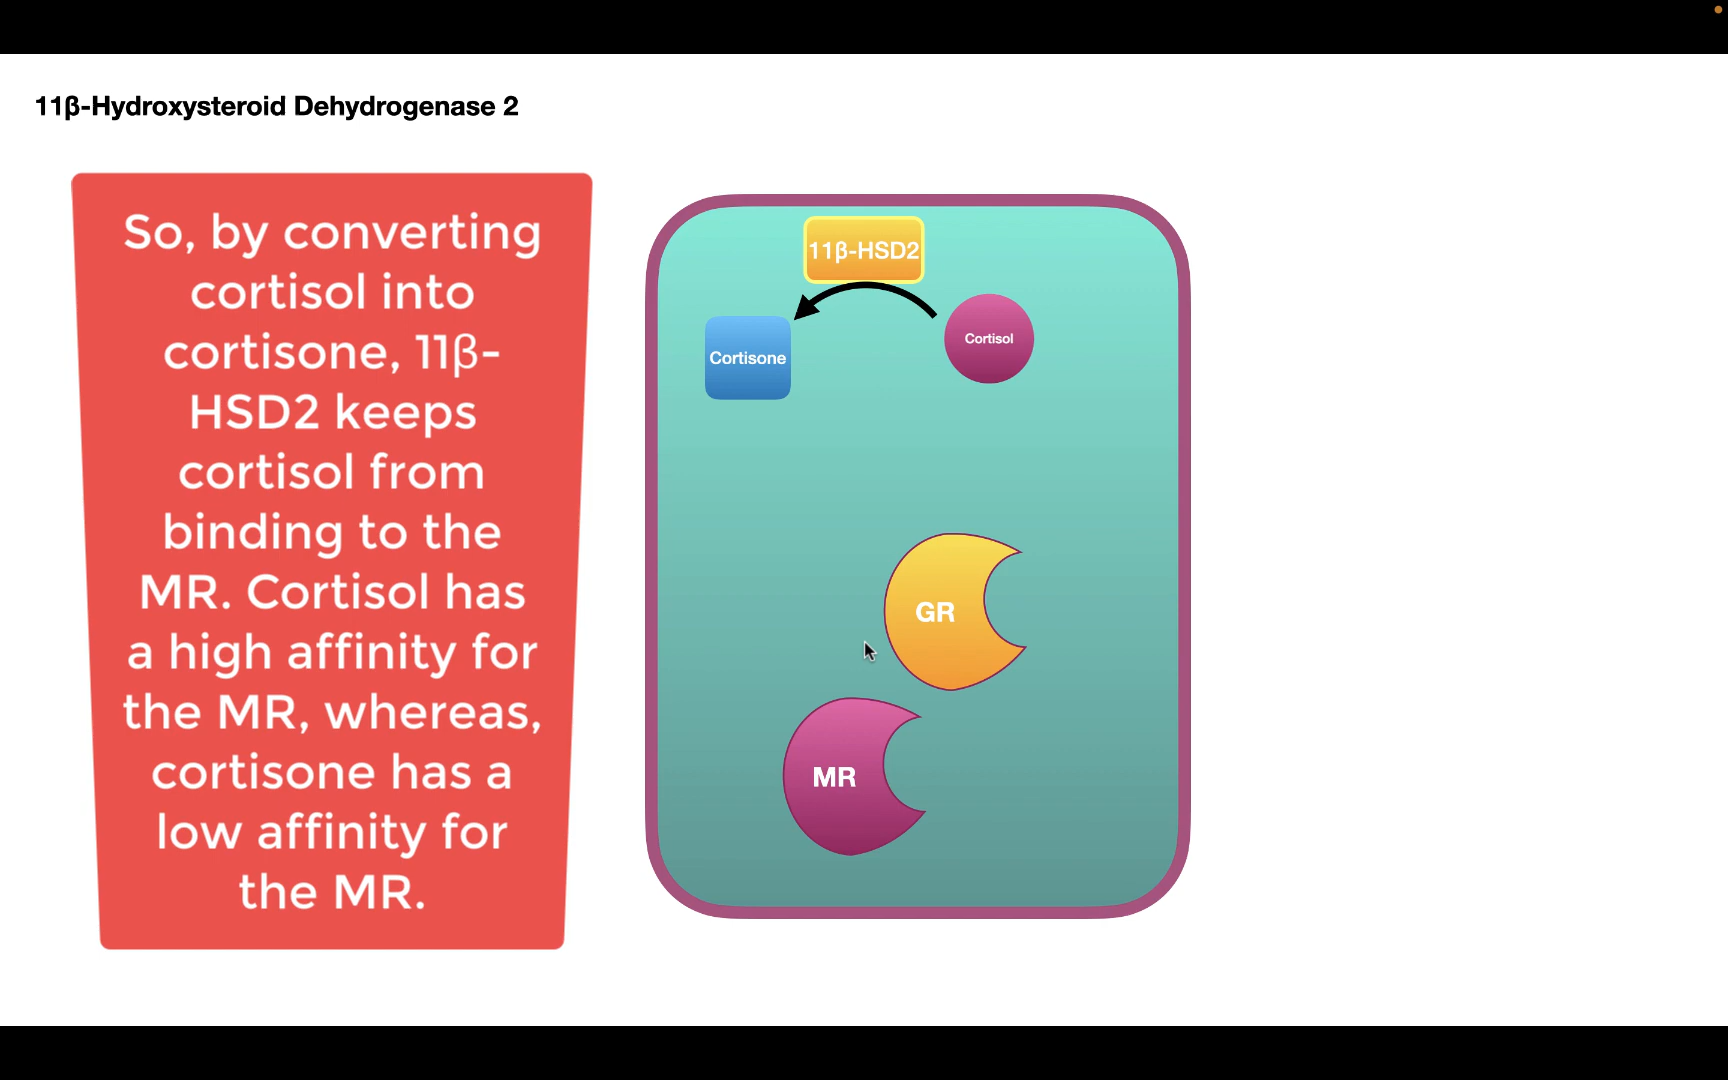 11β-Hydroxysteroid Dehydrogenase 2
So, by converting
cortisol into
cortisone, 11β-
HSD2 keeps
cortisol from
binding to the
MR. Cortisol has
a high affinity for
the MR, whereas,
cortisone has a
low affinity for
the MR.
11β-HSD2
Cortisol
Cortisone
GR
MR